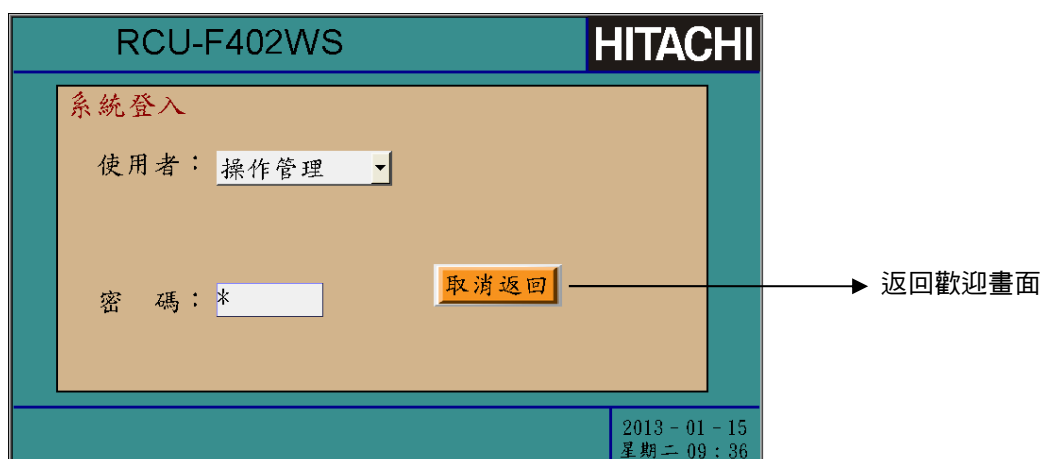 RCU-F402WS
HITACHI
系統登入
使用者：操作管理
密 碼：*
取消返回
返回歡迎畫面
2013 - 01 - 15
星期二 09 : 36